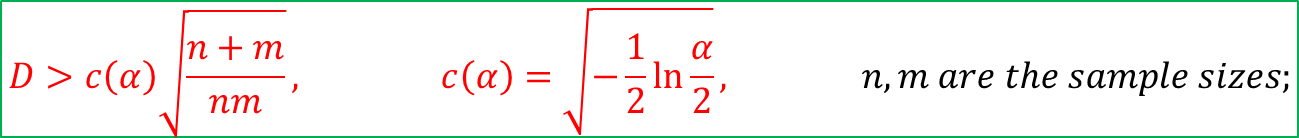 D > c(α) √((n + m)/(nm)), c(α) = √(−(1/2) ln (α/2)), n, m are the sample sizes;